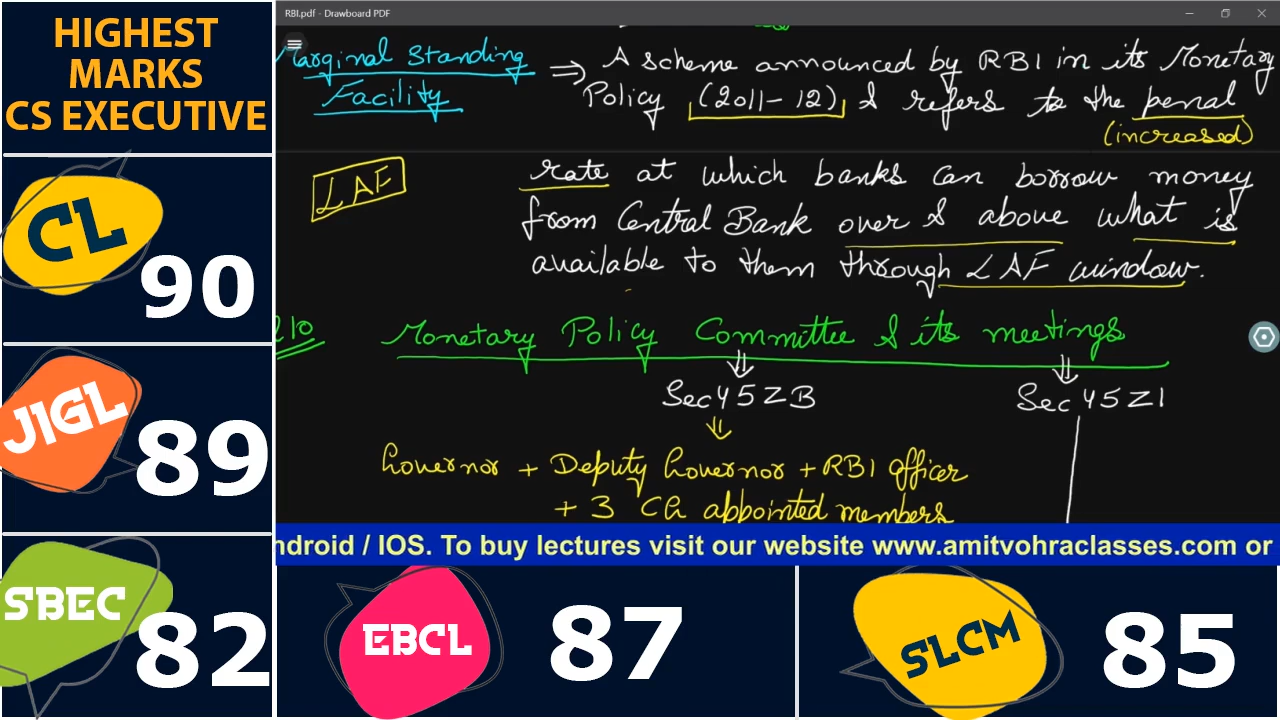 HIGHEST
MARKS
CS EXECUTIVE
CL
90
JIGL
89
SBEC
82
EBCL
87
SLCM
85
RBI.pdf - Drawboard PDF
Marginal Standing
Facility
⇒ A scheme announced by RBI in its Monetary
Policy (2011-12) & refers to the penal
(increased)
LAF
rate at which banks can borrow money
from Central Bank over & above what is
available to them through LAF window.
Monetary Policy Committee & its meetings
Sec 45ZB
Sec 45ZI
Governor + Deputy Governor + RBI officer
+ 3 CG appointed members
ndroid / IOS. To buy lectures visit our website www.amitvohraclasses.com or